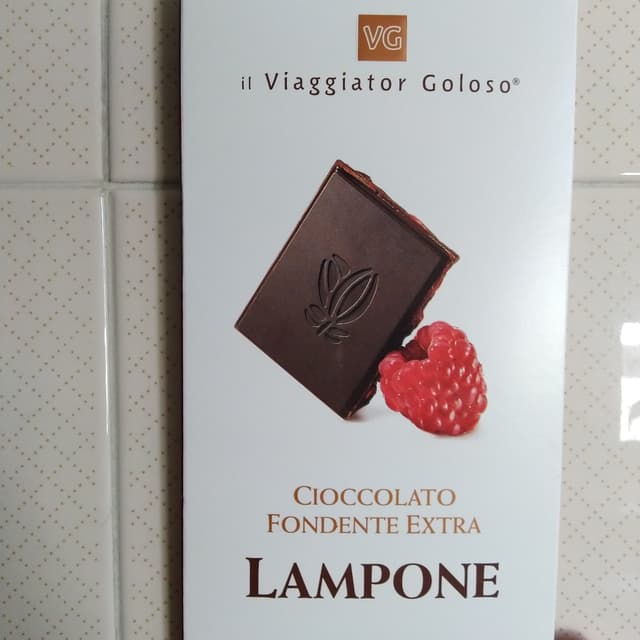 VG
il Viaggiator Goloso®
CIOCCOLATO
FONDENTE EXTRA
LAMPONE